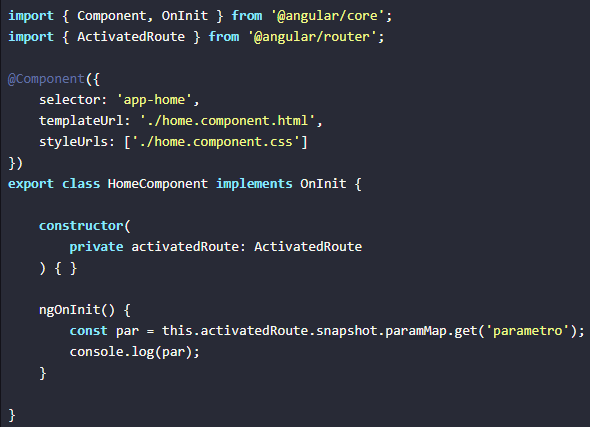 import { Component, OnInit } from '@angular/core';
import { ActivatedRoute } from '@angular/router';

@Component({
    selector: 'app-home',
    templateUrl: './home.component.html',
    styleUrls: ['./home.component.css']
})
export class HomeComponent implements OnInit {

    constructor(
        private activatedRoute: ActivatedRoute
    ) { }

    ngOnInit() {
        const par = this.activatedRoute.snapshot.paramMap.get('parametro');
        console.log(par);
    }

}